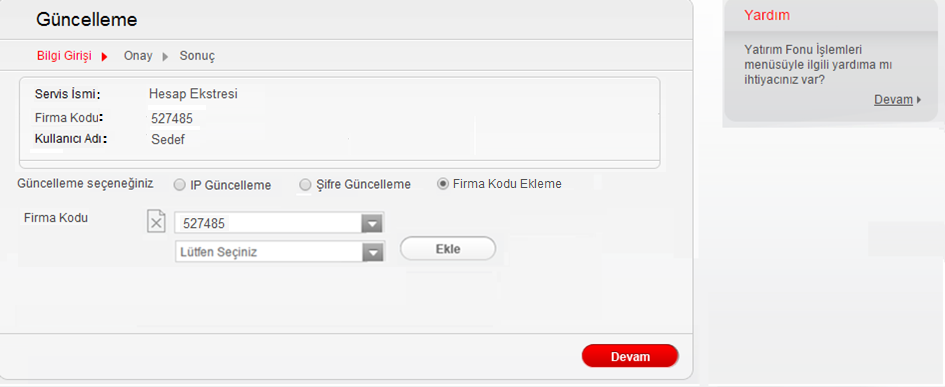 Güncelleme
Bilgi Girişi Onay Sonuç
Servis İsmi: Hesap Ekstresi
Firma Kodu: 527485
Kullanıcı Adı: Sedef
Güncelleme seçeneğiniz IP Güncelleme Şifre Güncelleme Firma Kodu Ekleme
Firma Kodu 527485
Lütfen Seçiniz Ekle
Devam
Yardım
Yatırım Fonu İşlemleri
menüsüyle ilgili yardıma mı
ihtiyacınız var?
Devam